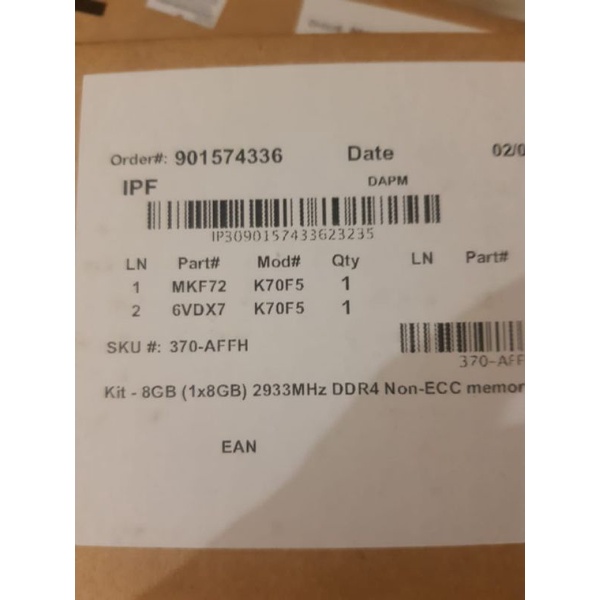 Order#: 901574336 Date 02/0
IPF DAPM
IP3090157433623235
LN Part# Mod# Qty LN Part#
1 MKF72 K70F5 1
2 6VDX7 K70F5 1
SKU #: 370-AFFH
370-AFF
Kit - 8GB (1x8GB) 2933MHz DDR4 Non-ECC memor
EAN